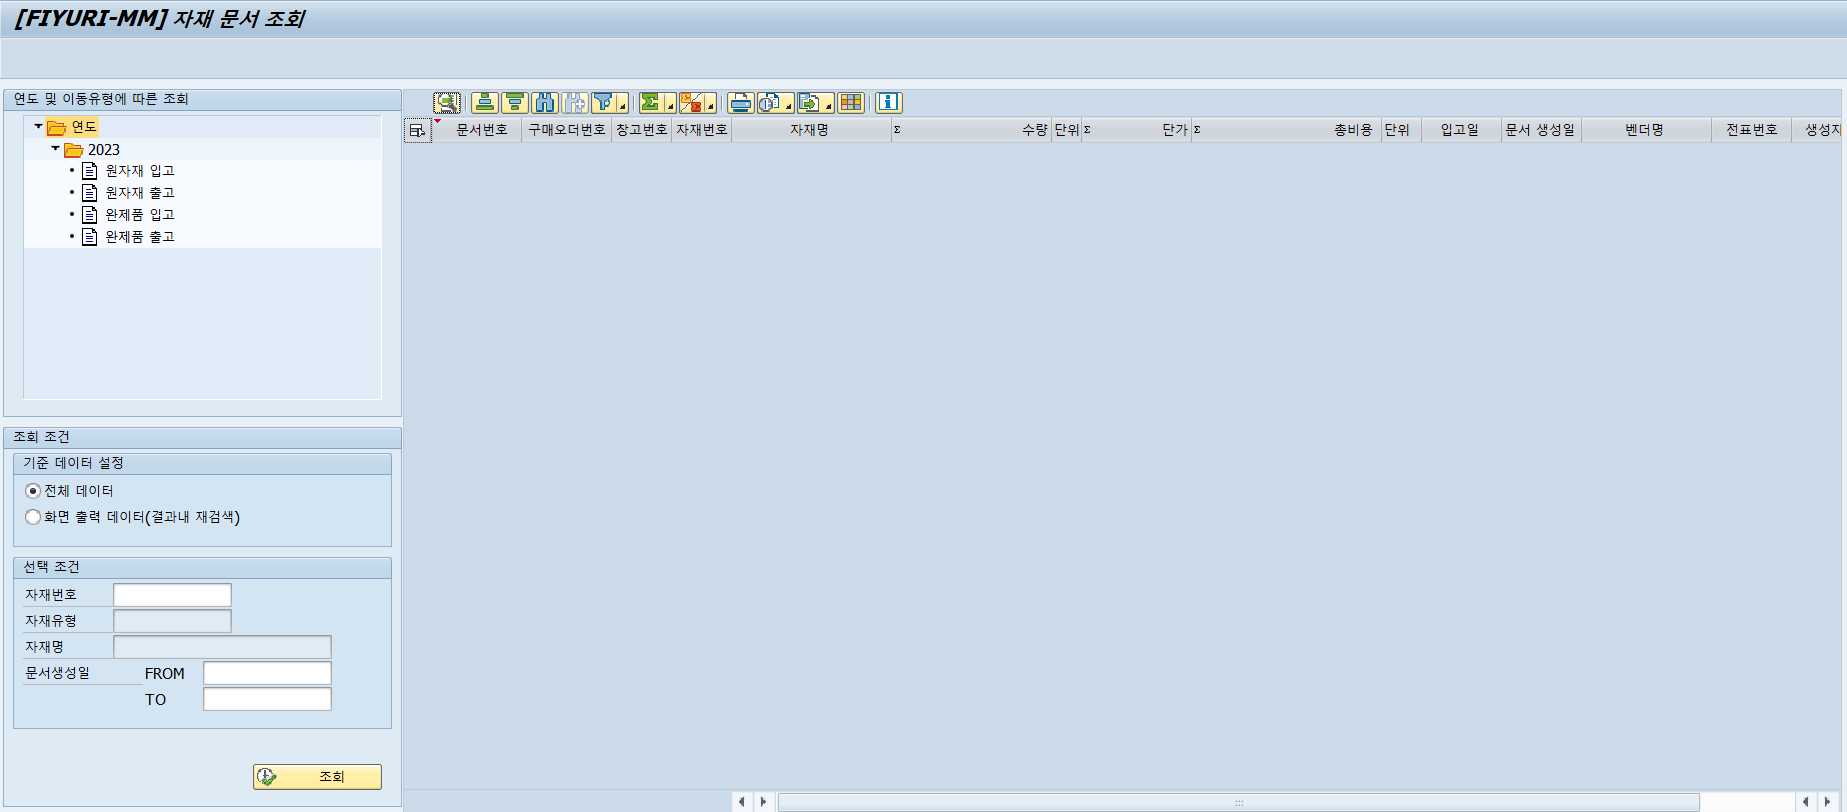 [FIYURI-MM] 자재 문서 조회
연도 및 이동유형에 따른 조회
연도
2023
원자재 입고
원자재 출고
완제품 입고
완제품 출고
문서번호 구매오더번호 창고번호 자재번호 자재명 Σ 수량 단위 Σ 단가 Σ 총비용 단위 입고일 문서 생성일 벤더명 전표번호 생성자
조회 조건
기준 데이터 설정
전체 데이터
화면 출력 데이터(결과내 재검색)
선택 조건
자재번호
자재유형
자재명
문서생성일 FROM
TO
조회